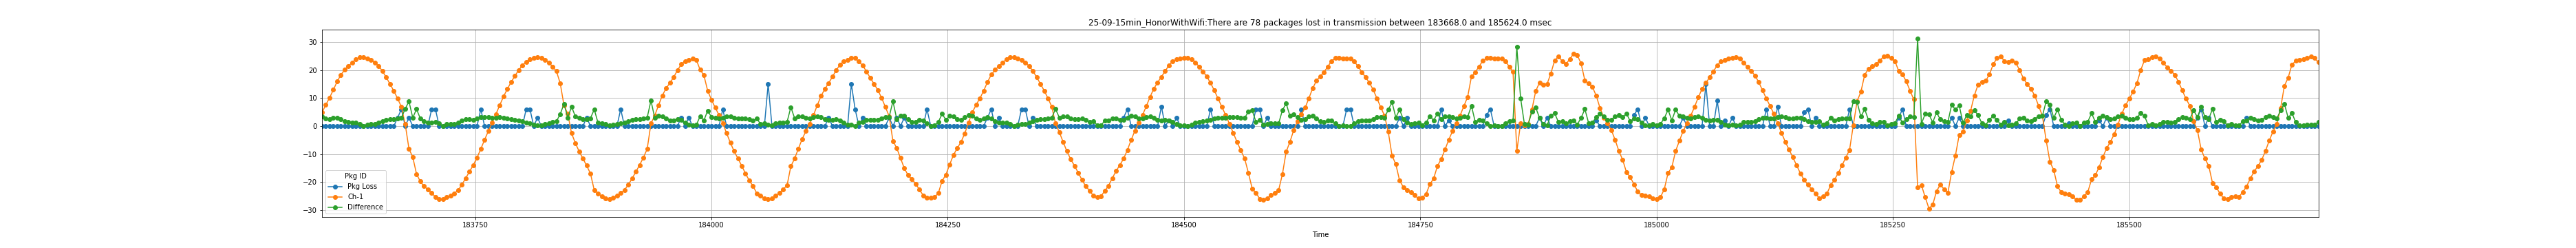 25-09-15min_HonorWithWifi:There are 78 packages lost in transmission between 183668.0 and 185624.0 msec
30
20
10
0
−10
−20
−30
Pkg ID
Pkg Loss
Ch-1
Difference
183750 184000 184250 184500 184750 185000 185250 185500
Time